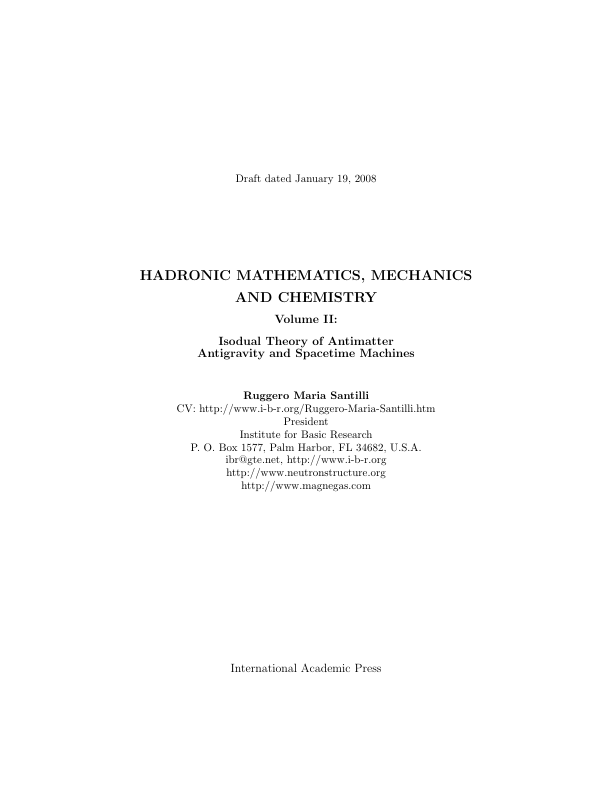 Draft dated January 19, 2008
HADRONIC MATHEMATICS, MECHANICS
AND CHEMISTRY
Volume II:
Isodual Theory of Antimatter
Antigravity and Spacetime Machines
Ruggero Maria Santilli
CV: http://www.i-b-r.org/Ruggero-Maria-Santilli.htm
President
Institute for Basic Research
P. O. Box 1577, Palm Harbor, FL 34682, U.S.A.
ibr@gte.net, http://www.i-b-r.org
http://www.neutronstructure.org
http://www.magnegas.com
International Academic Press